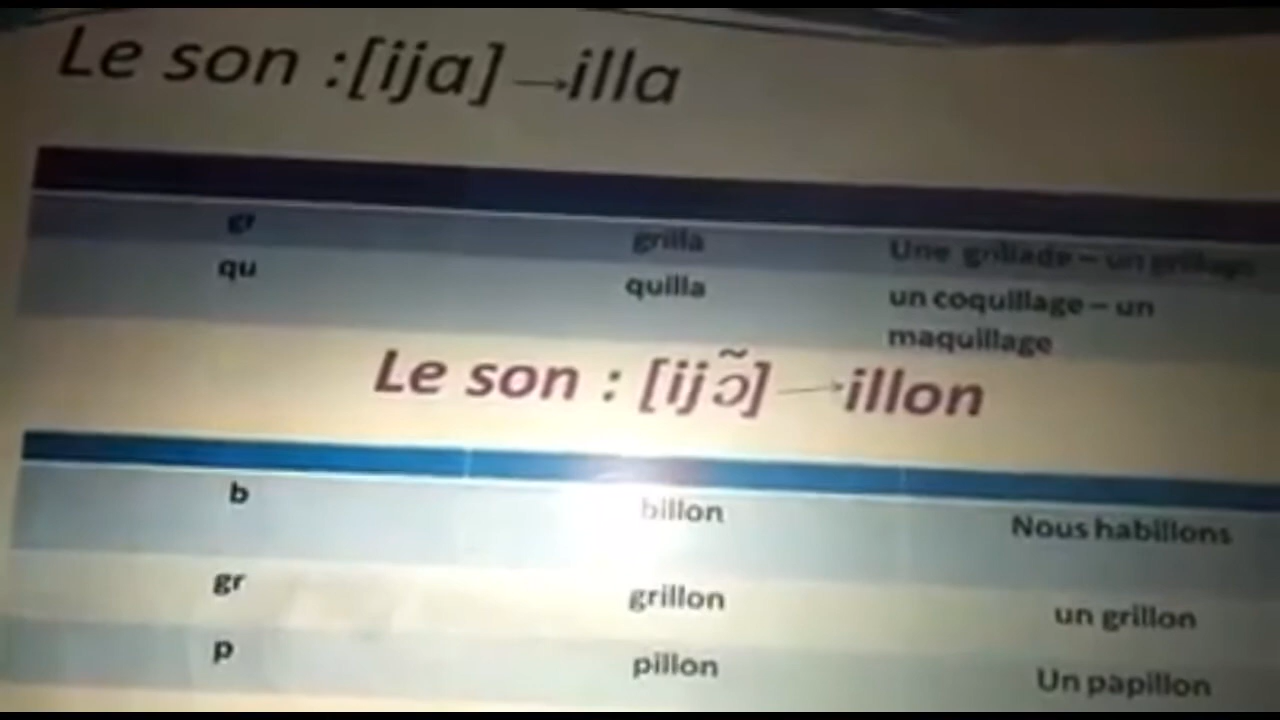 Le son :[ija]→illa
gr grilla Une grillade – un grillage
qu quilla un coquillage – un
maquillage
Le son : [ijɔ̃]→illon
b billon Nous habillons
gr grillon un grillon
p pillon Un papillon